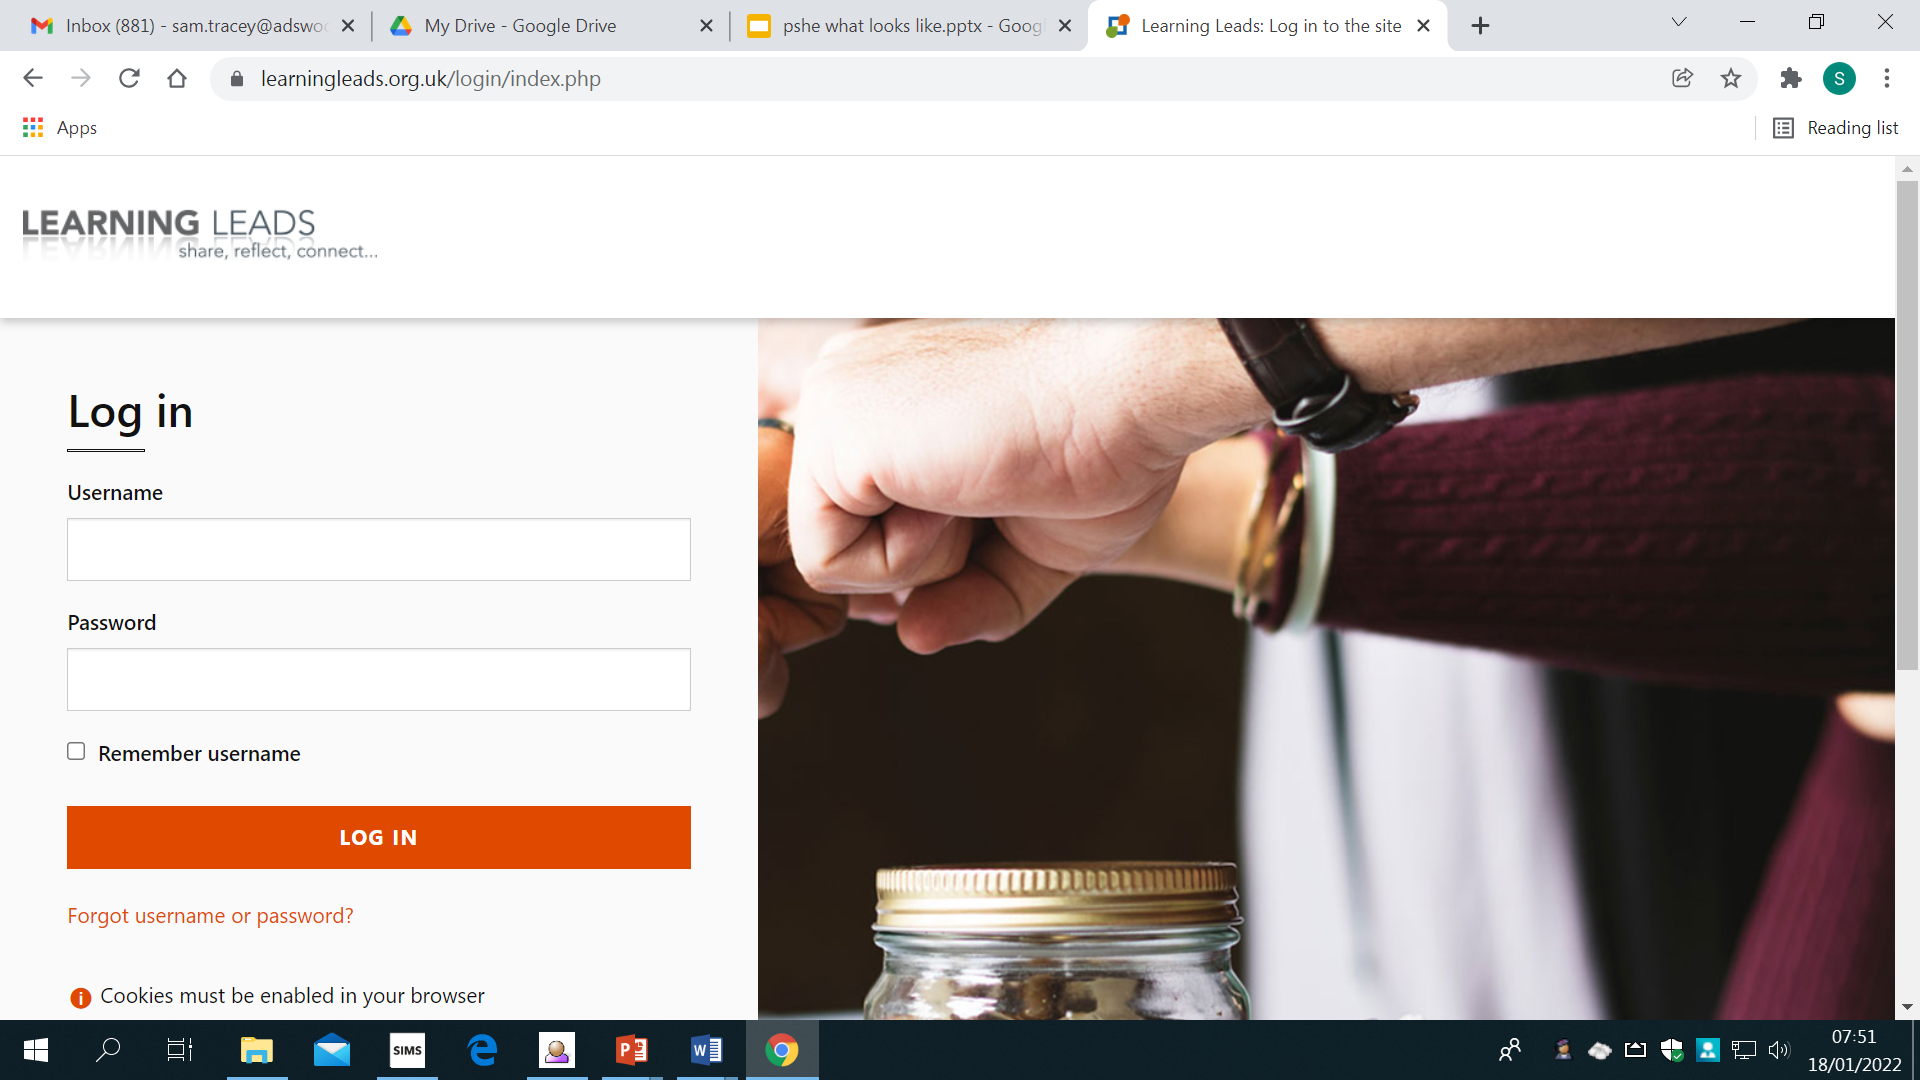 Inbox (881) - sam.tracey@adswoo
My Drive - Google Drive
pshe what looks like.pptx - Goog
Learning Leads: Log in to the site
learningleads.org.uk/login/index.php
S
Apps
Reading list
LEARNING LEADS
share, reflect, connect...
Log in
Username
Password
Remember username
LOG IN
Forgot username or password?
Cookies must be enabled in your browser
SIMS
07:51
18/01/2022